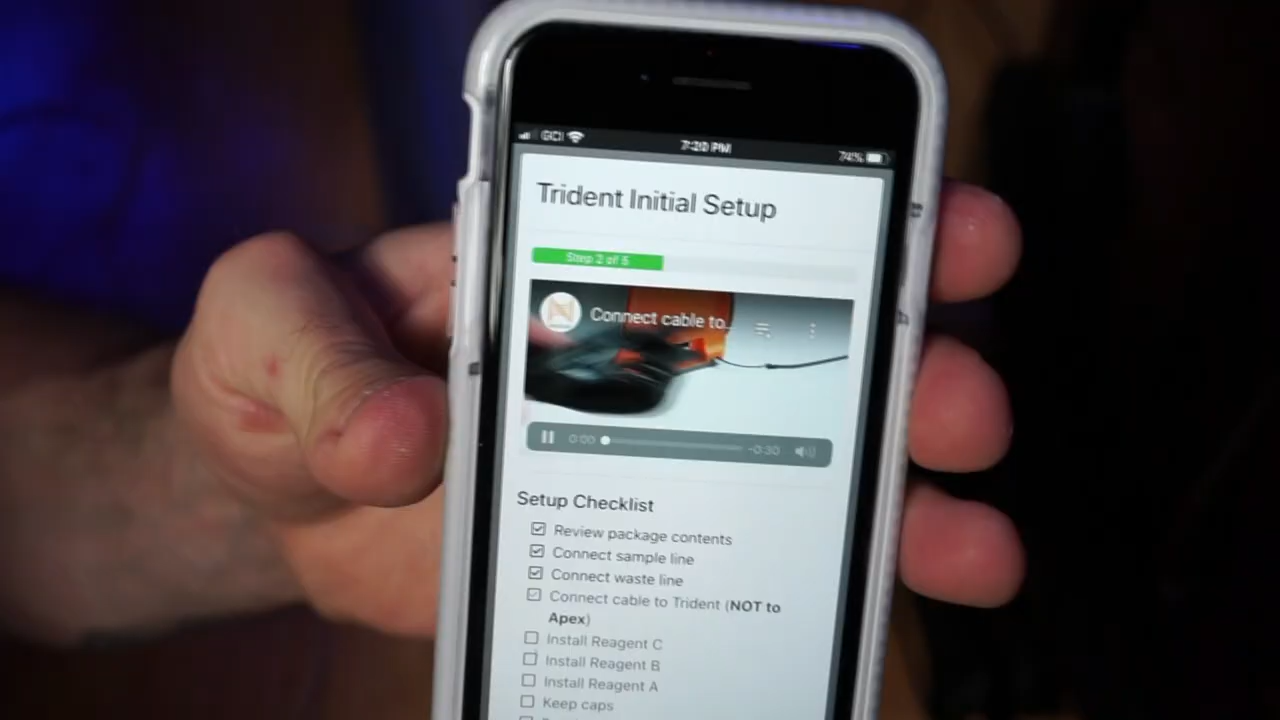 GCI
7:20 PM
74%
Trident Initial Setup
Step 2 of 5
Connect cable to...
0:00
-0:30
Setup Checklist
Review package contents
Connect sample line
Connect waste line
Connect cable to Trident (NOT to
Apex)
Install Reagent C
Install Reagent B
Install Reagent A
Keep caps